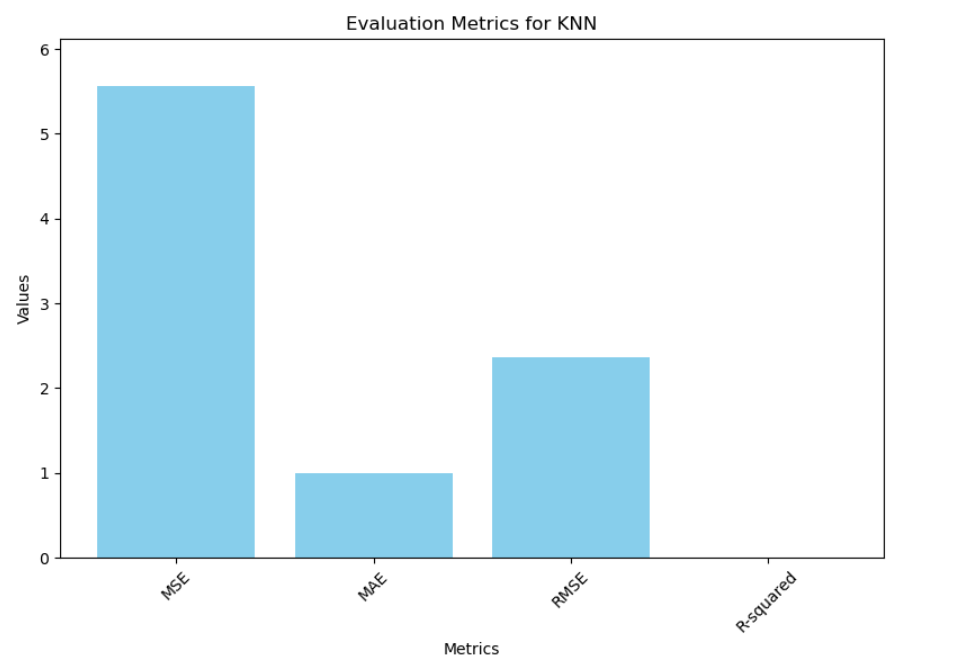 Evaluation Metrics for KNN
6
5
4
3
2
1
0
Values
MSE
MAE
RMSE
R-squared
Metrics